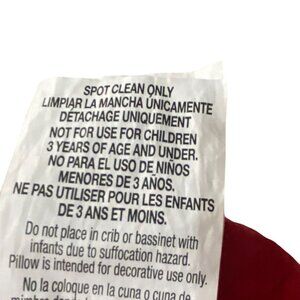 SPOT CLEAN ONLY
LIMPIAR LA MANCHA ÚNICAMENTE
DÉTACHAGE UNIQUEMENT
NOT FOR USE FOR CHILDREN
3 YEARS OF AGE AND UNDER.
NO PARA EL USO DE NIÑOS
MENORES DE 3 AÑOS.
NE PAS UTILISER POUR LES ENFANTS
DE 3 ANS ET MOINS.
Do not place in crib or bassinet with
infants due to suffocation hazard.
Pillow is intended for decorative use only.
No la coloque en la cuna o cuna de